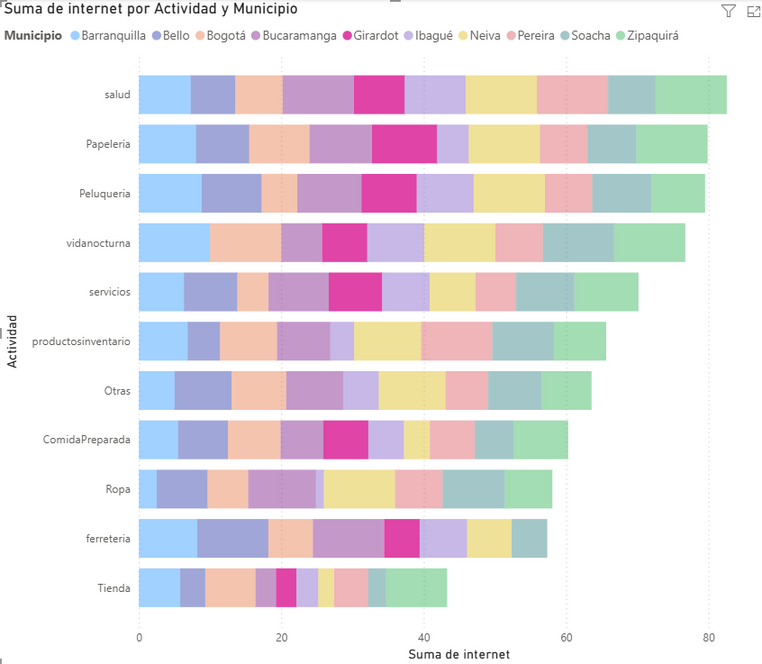 Suma de internet por Actividad y Municipio
Municipio Barranquilla Bello Bogotá Bucaramanga Girardot Ibagué Neiva Pereira Soacha Zipaquirá
salud
Papeleria
Peluqueria
vidanocturna
servicios
productosinventario
Otras
ComidaPreparada
Ropa
ferreteria
Tienda
Actividad
0 20 40 60 80
Suma de internet